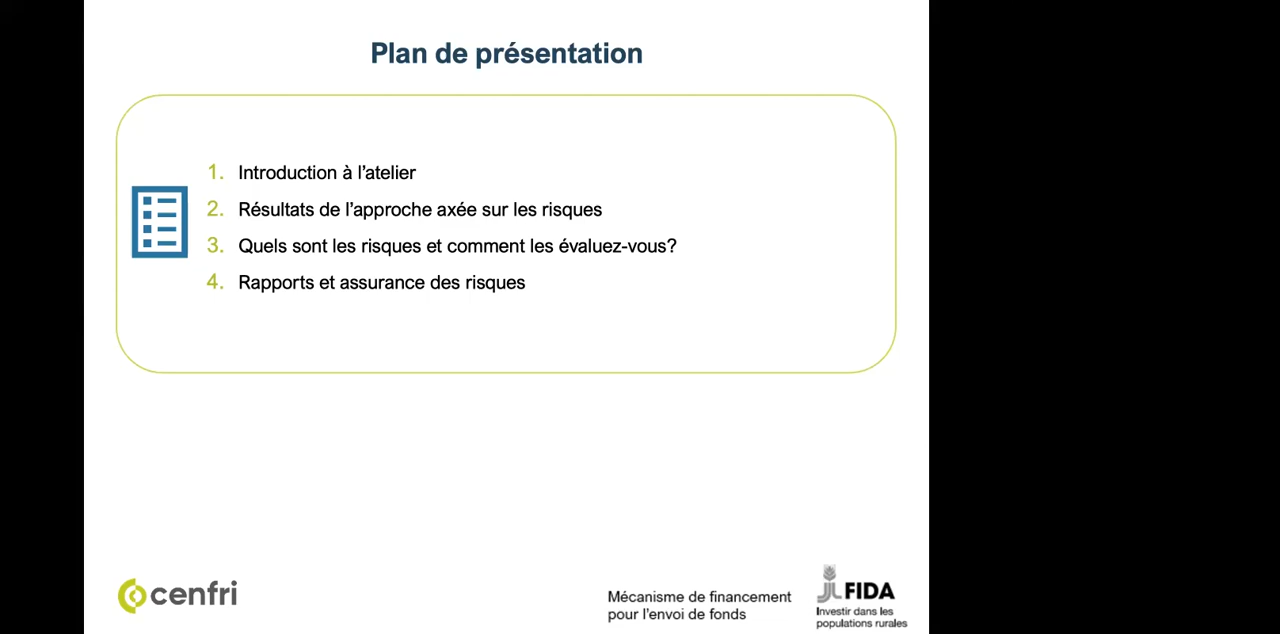 Plan de présentation
1. Introduction à l’atelier
2. Résultats de l’approche axée sur les risques
3. Quels sont les risques et comment les évaluez-vous?
4. Rapports et assurance des risques
cenfri
Mécanisme de financement
pour l'envoi de fonds
FIDA
Investir dans les
populations rurales